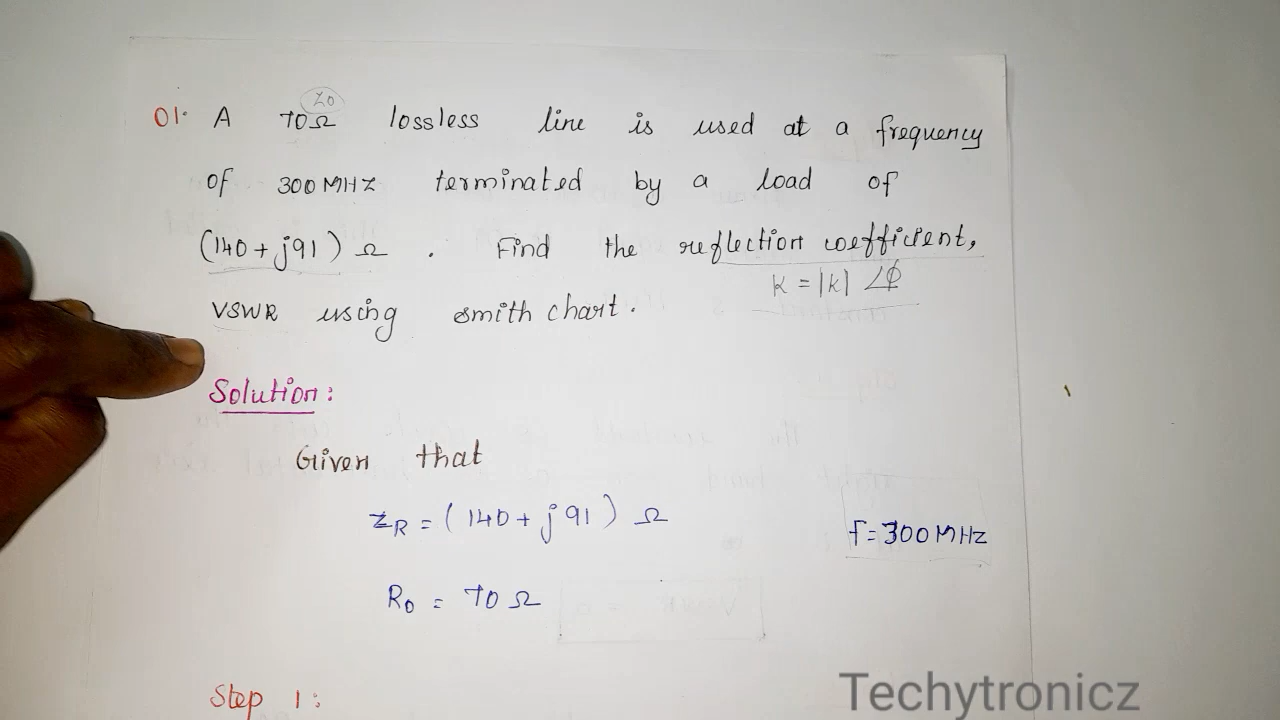 Z0
01. A 70Ω lossless line is used at a frequency
of 300 MHZ terminated by a load of
(140 + j91) Ω . Find the reflection coefficient,
K = |K| ∠ϕ
VSWR using smith chart.
Solution:
Given that
ZR = (140 + j91) Ω
f = 300 MHZ
R0 = 70 Ω
Step 1:
Techytronicz